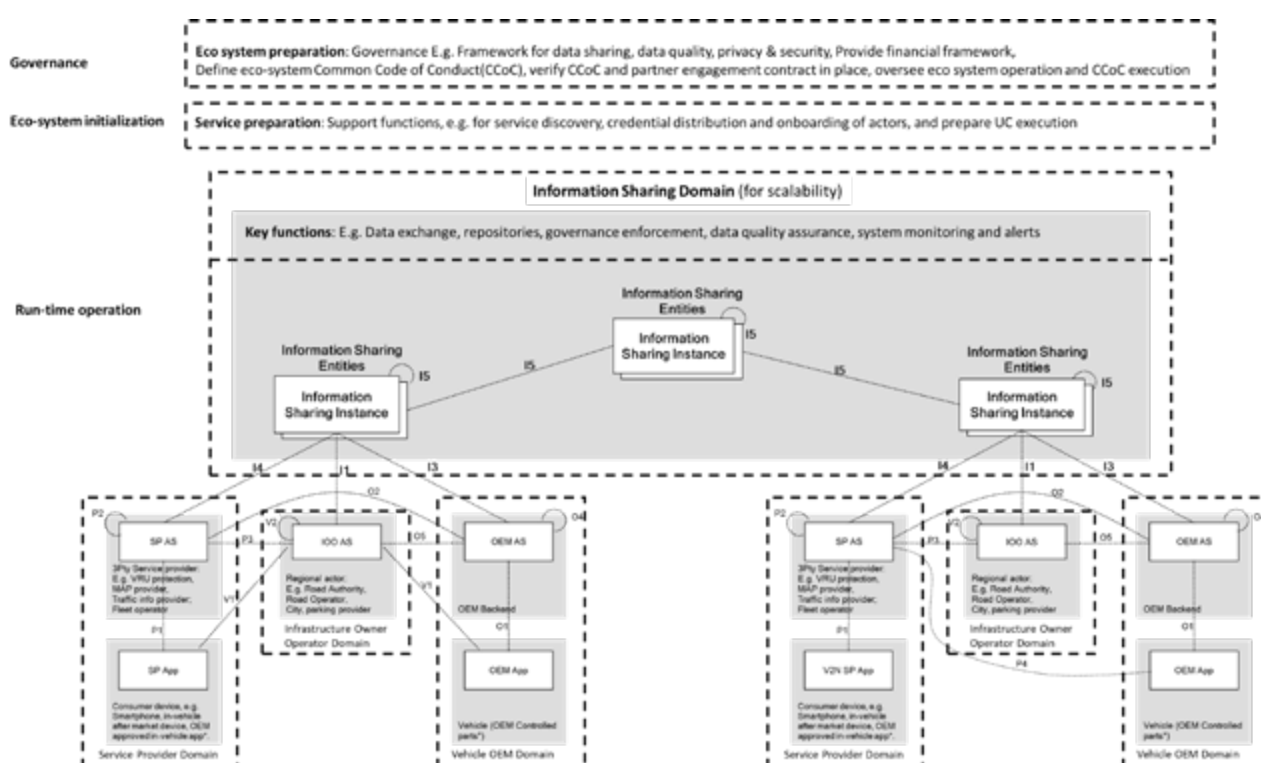 Governance
Eco system preparation: Governance E.g. Framework for data sharing, data quality, privacy & security, Provide financial framework,
Define eco-system Common Code of Conduct(CCoC), verify CCoC and partner engagement contract in place, oversee eco system operation and CCoC execution
Eco-system initialization
Service preparation: Support functions, e.g. for service discovery, credential distribution and onboarding of actors, and prepare UC execution
Information Sharing Domain (for scalability)
Key functions: E.g. Data exchange, repositories, governance enforcement, data quality assurance, system monitoring and alerts
Run-time operation
Information Sharing
Entities
Information
Sharing Instance
I5
I5
I5
Information Sharing
Entities
Information
Sharing Instance
I5
Information Sharing
Entities
Information
Sharing Instance
I5
I4
I1
I3
I4
I1
I3
P2
SP AS
3Pty Service provider;
E.g. VRU protection,
MAP provider,
Traffic info provider;
Fleet operator
P1
SP App
Consumer device, e.g.
Smartphone, in-vehicle
after market device, OEM
approved in-vehicle app*.
Service Provider Domain
O2
P3
V1
V2
IOO AS
Regional actor:
E.g. Road Authority,
Road Operator,
City, parking provider
Infrastructure Owner
Operator Domain
O5
V1
O4
OEM AS
OEM Backend
O1
OEM App
Vehicle (OEM Controlled
parts*)
Vehicle OEM Domain
P2
SP AS
3Pty Service provider;
E.g. VRU protection,
MAP provider,
Traffic info provider;
Fleet operator
P1
V2N SP App
Consumer device, e.g.
Smartphone, in-vehicle
after market device, OEM
approved in-vehicle app*.
Service Provider Domain
O2
P3
V2
IOO AS
Regional actor:
E.g. Road Authority,
Road Operator,
City, parking provider
Infrastructure Owner
Operator Domain
O5
P4
OEM AS
OEM Backend
O1
OEM App
Vehicle (OEM Controlled
parts*)
Vehicle OEM Domain